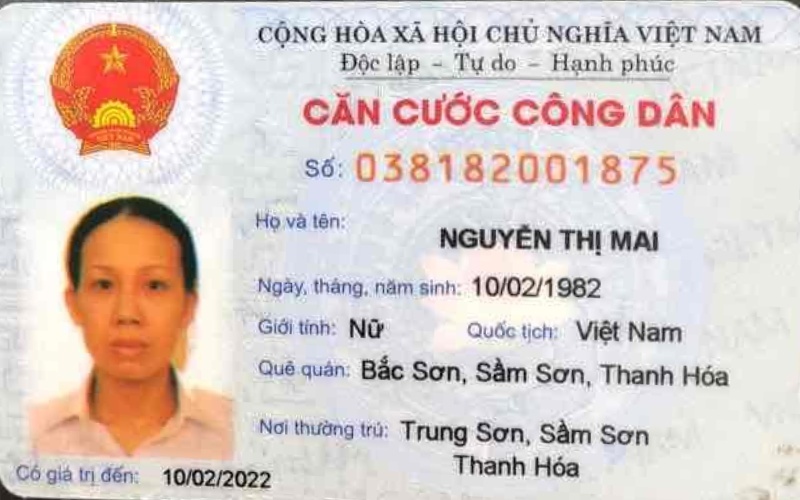 CỘNG HÒA XÃ HỘI CHỦ NGHĨA VIỆT NAM
Độc lập - Tự do - Hạnh phúc
CĂN CƯỚC CÔNG DÂN
Số: 038182001875
Họ và tên:
NGUYỄN THỊ MAI
Ngày, tháng, năm sinh: 10/02/1982
Giới tính: Nữ Quốc tịch: Việt Nam
Quê quán: Bắc Sơn, Sầm Sơn, Thanh Hóa
Nơi thường trú: Trung Sơn, Sầm Sơn
Thanh Hóa
Có giá trị đến: 10/02/2022